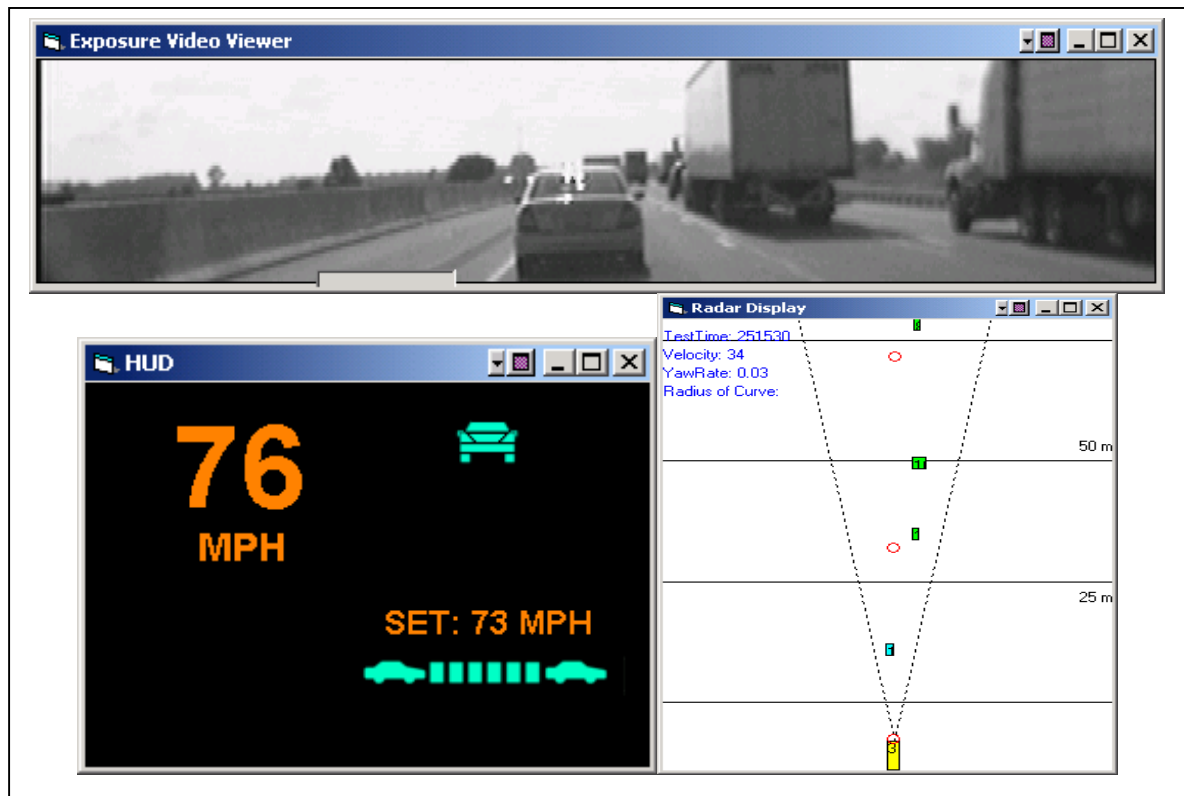 Exposure Video Viewer
Radar Display
TestTime: 251530
Velocity: 34
YawRate: 0.03
Radius of Curve:
50 m
25 m
3
HUD
76
MPH
SET: 73 MPH